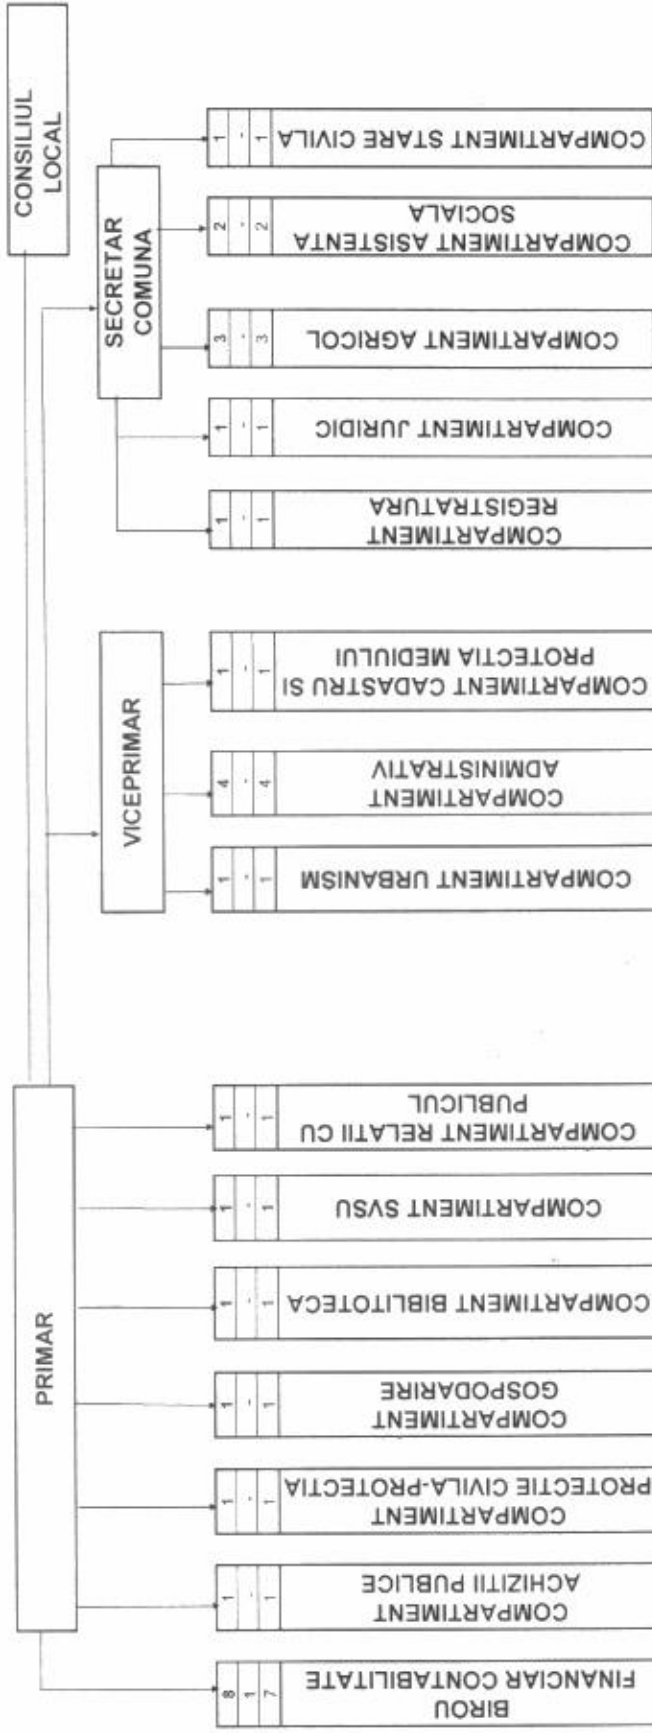 CONSILIUL
LOCAL
PRIMAR
VICEPRIMAR
SECRETAR
COMUNA
8
1
7
BIROU
FINANCIAR CONTABILITATE
1
-
1
COMPARTIMENT
ACHIZITII PUBLICE
1
-
1
COMPARTIMENT
PROTECTIE CIVILA-PROTECTIA
1
-
1
COMPARTIMENT
GOSPODARIRE
1
-
1
COMPARTIMENT BIBLITOTECA
1
-
1
COMPARTIMENT SVSU
1
-
1
COMPARTIMENT RELATII CU
PUBLICUL
1
-
1
COMPARTIMENT URBANISM
4
-
4
COMPARTIMENT
ADMINISTRATIV
1
-
1
COMPARTIMENT CADASTRU SI
PROTECTIA MEDIULUI
1
-
1
COMPARTIMENT
REGISTRATURA
1
-
1
COMPARTIMENT JURIDIC
3
-
3
COMPARTIMENT AGRICOL
2
-
2
COMPARTIMENT ASISTENTA
SOCIALA
1
-
1
COMPARTIMENT STARE CIVILA